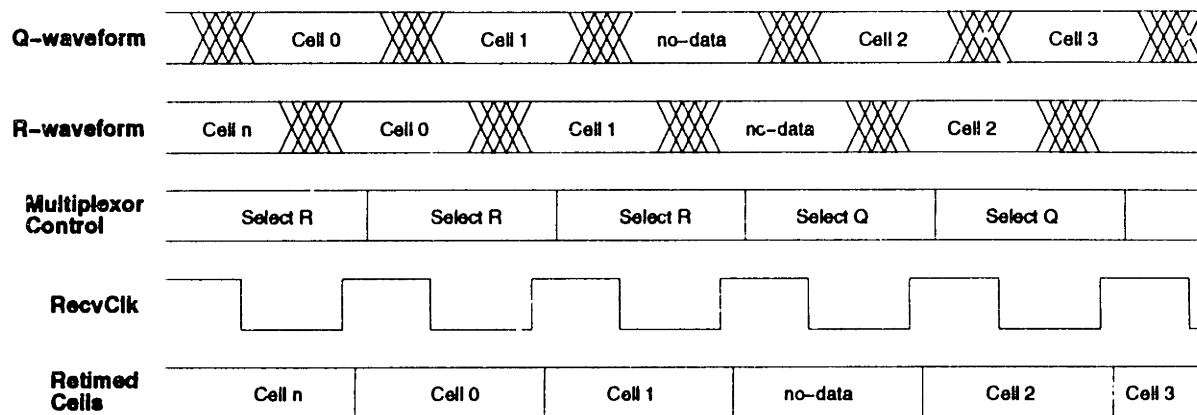 Q-waveform Cell 0 Cell 1 no-data Cell 2 Cell 3
R-waveform Cell n Cell 0 Cell 1 nc-data Cell 2
Multiplexor
Control
Select R Select R Select R Select Q Select Q
RecvClk
Retimed
Cells
Cell n Cell 0 Cell 1 no-data Cell 2 Cell 3